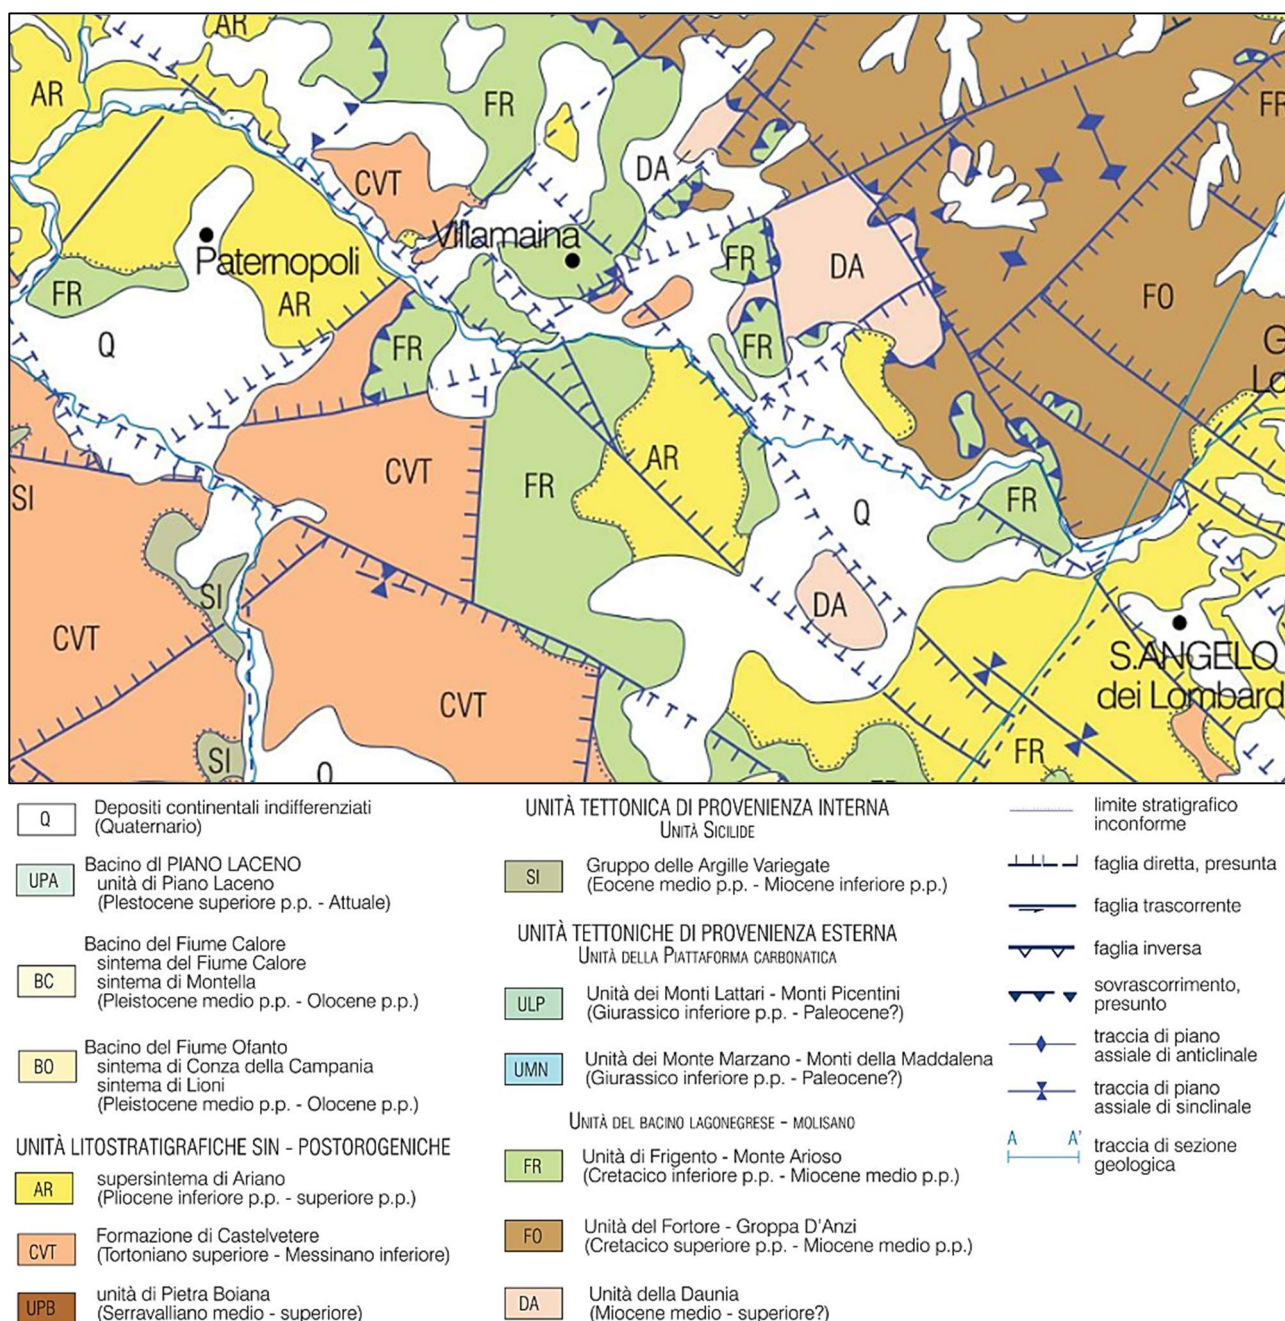 AR
AR
FR
FR
DA
CVT
Villamaina
Paternopoli
FR
DA
FR
AR
FO
Q
FR
FR
G
Lo
CVT
AR
SI
FR
FR
Q
SI
DA
CVT
S.ANGELO
dei Lombard
CVT
FR
SI
Q
Q
Depositi continentali indifferenziati
(Quaternario)
UPA
Bacino dI PIANO LACENO
unità di Piano Laceno
(Plestocene superiore p.p. - Attuale)
BC
Bacino del Fiume Calore
sintema del Fiume Calore
sintema di Montella
(Pleistocene medio p.p. - Olocene p.p.)
BO
Bacino del Fiume Ofanto
sintema di Conza della Campania
sintema di Lioni
(Pleistocene medio p.p. - Olocene p.p.)
UNITÀ LITOSTRATIGRAFICHE SIN - POSTOROGENICHE
AR
supersintema di Ariano
(Pliocene inferiore p.p. - superiore p.p.)
CVT
Formazione di Castelvetere
(Tortoniano superiore - Messinano inferiore)
UPB
unità di Pietra Boiana
(Serravalliano medio - superiore)
UNITÀ TETTONICA DI PROVENIENZA INTERNA
UNITÀ SICILIDE
SI
Gruppo delle Argille Variegate
(Eocene medio p.p. - Miocene inferiore p.p.)
UNITÀ TETTONICHE DI PROVENIENZA ESTERNA
UNITÀ DELLA PIATTAFORMA CARBONATICA
ULP
Unità dei Monti Lattari - Monti Picentini
(Giurassico inferiore p.p. - Paleocene?)
UMN
Unità dei Monte Marzano - Monti della Maddalena
(Giurassico inferiore p.p. - Paleocene?)
UNITÀ DEL BACINO LAGONEGRESE - MOLISANO
FR
Unità di Frigento - Monte Arioso
(Cretacico inferiore p.p. - Miocene medio p.p.)
FO
Unità del Fortore - Groppa D'Anzi
(Cretacico superiore p.p. - Miocene medio p.p.)
DA
Unità della Daunia
(Miocene medio - superiore?)
limite stratigrafico
inconforme
faglia diretta, presunta
faglia trascorrente
faglia inversa
sovrascorrimento,
presunto
traccia di piano
assiale di anticlinale
traccia di piano
assiale di sinclinale
A A'
traccia di sezione
geologica